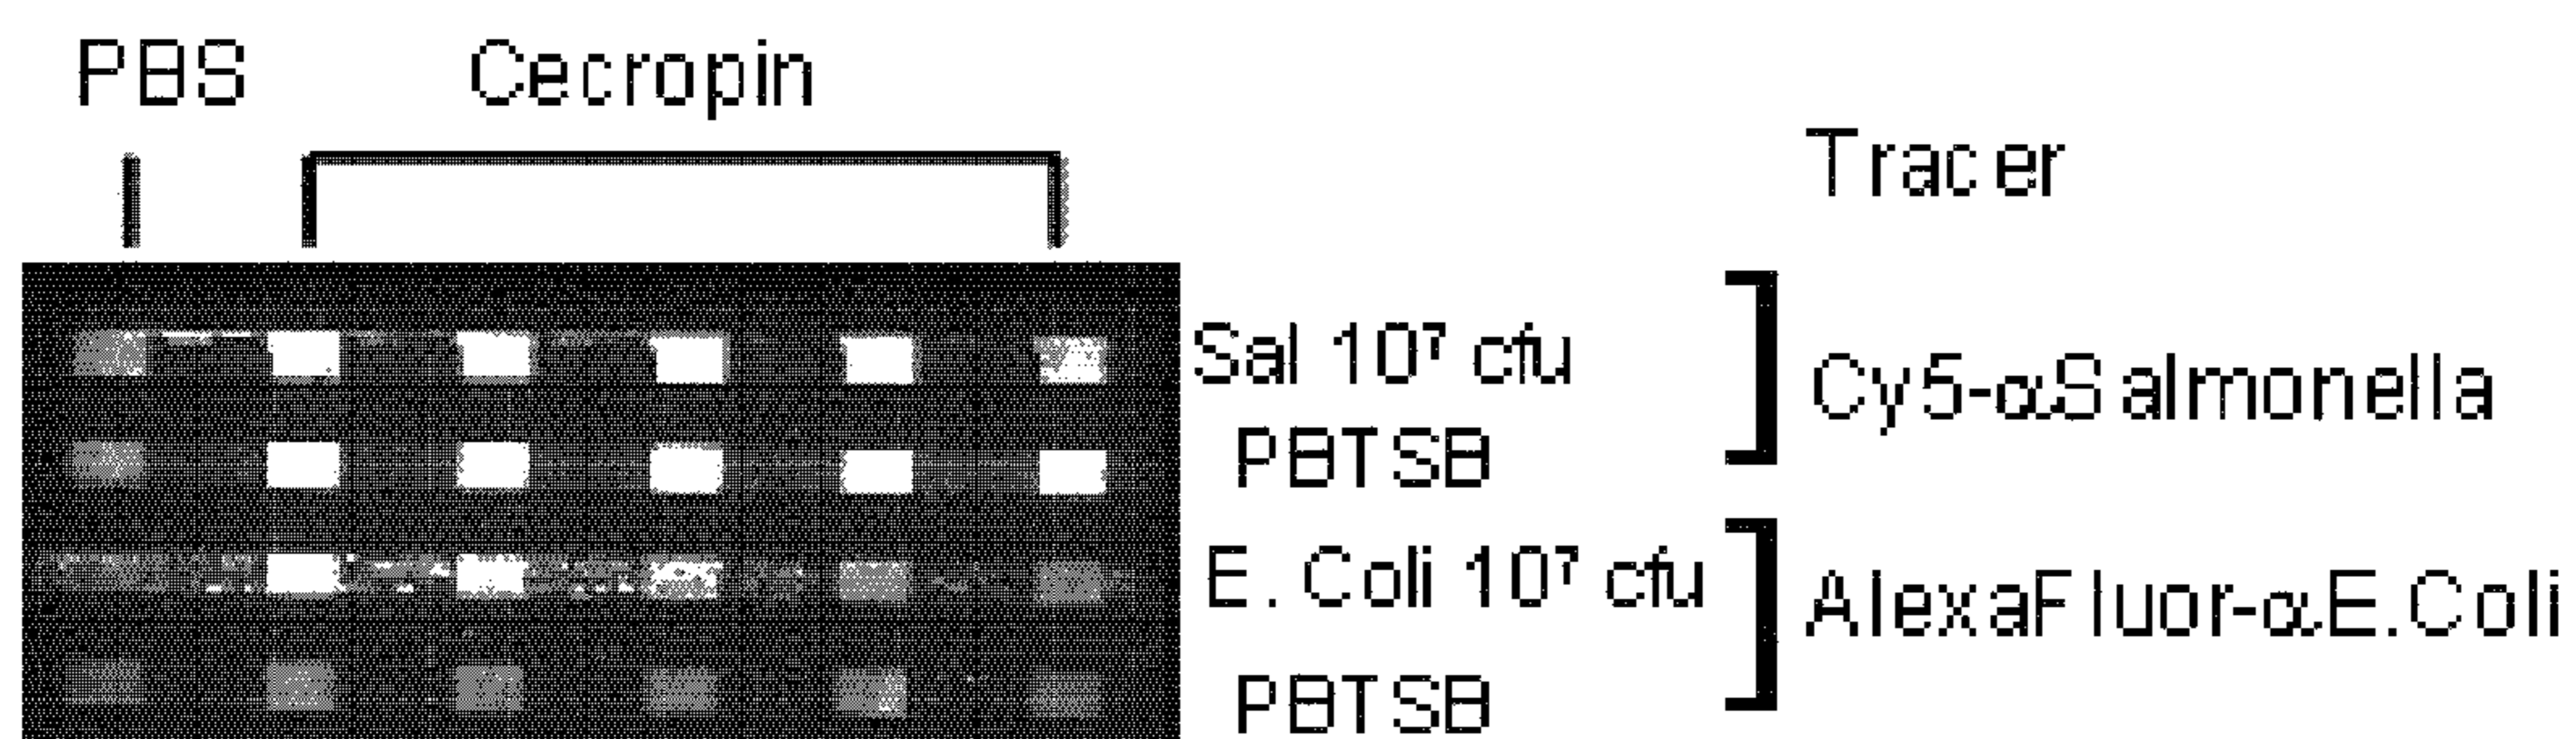 PBS Cecropin
Tracer
Sal 10⁷ cfu
Cy5-αSalmonella
PBTSB
E. Coli 10⁷ cfu
AlexaFluor-αE.Coli
PBTSB